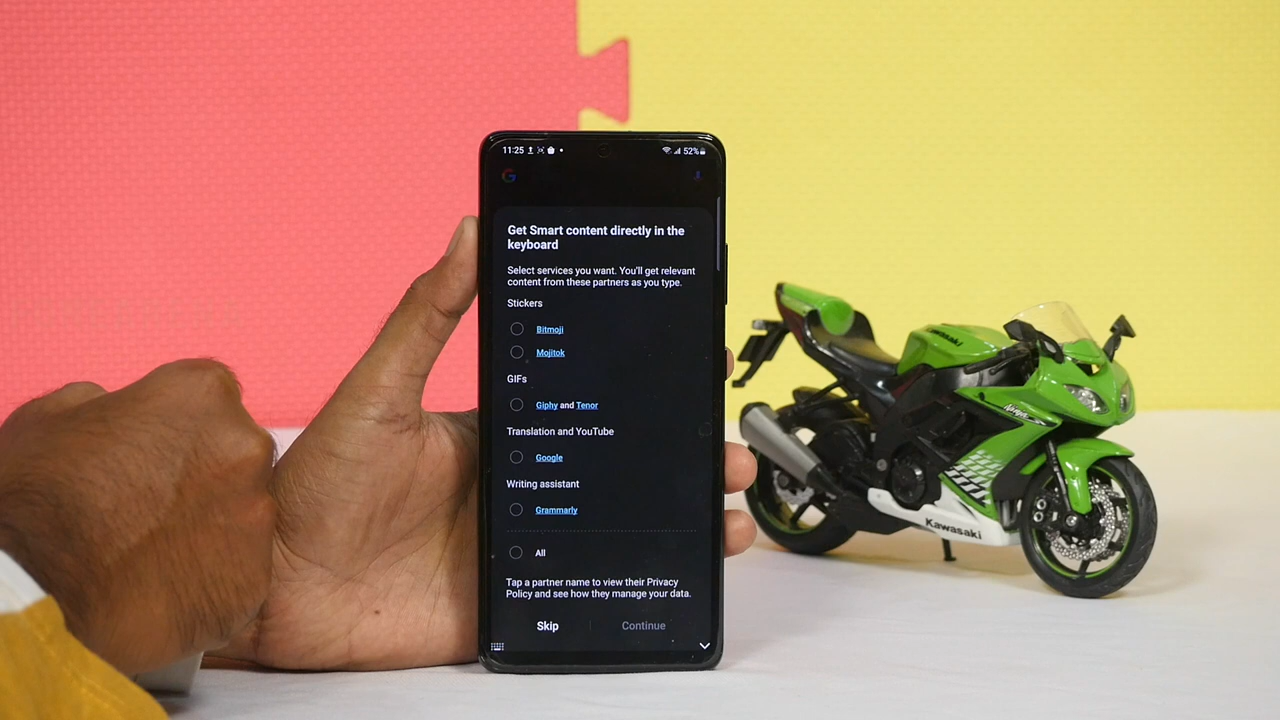 11:25
52%
G
Get Smart content directly in the
keyboard
Select services you want. You'll get relevant
content from these partners as you type.
Stickers
Bitmoji
Mojitok
GIFs
Giphy and Tenor
Translation and YouTube
Google
Writing assistant
Grammarly
All
Tap a partner name to view their Privacy
Policy and see how they manage your data.
Skip
Continue
Kawasaki
Ninja
Kawasaki